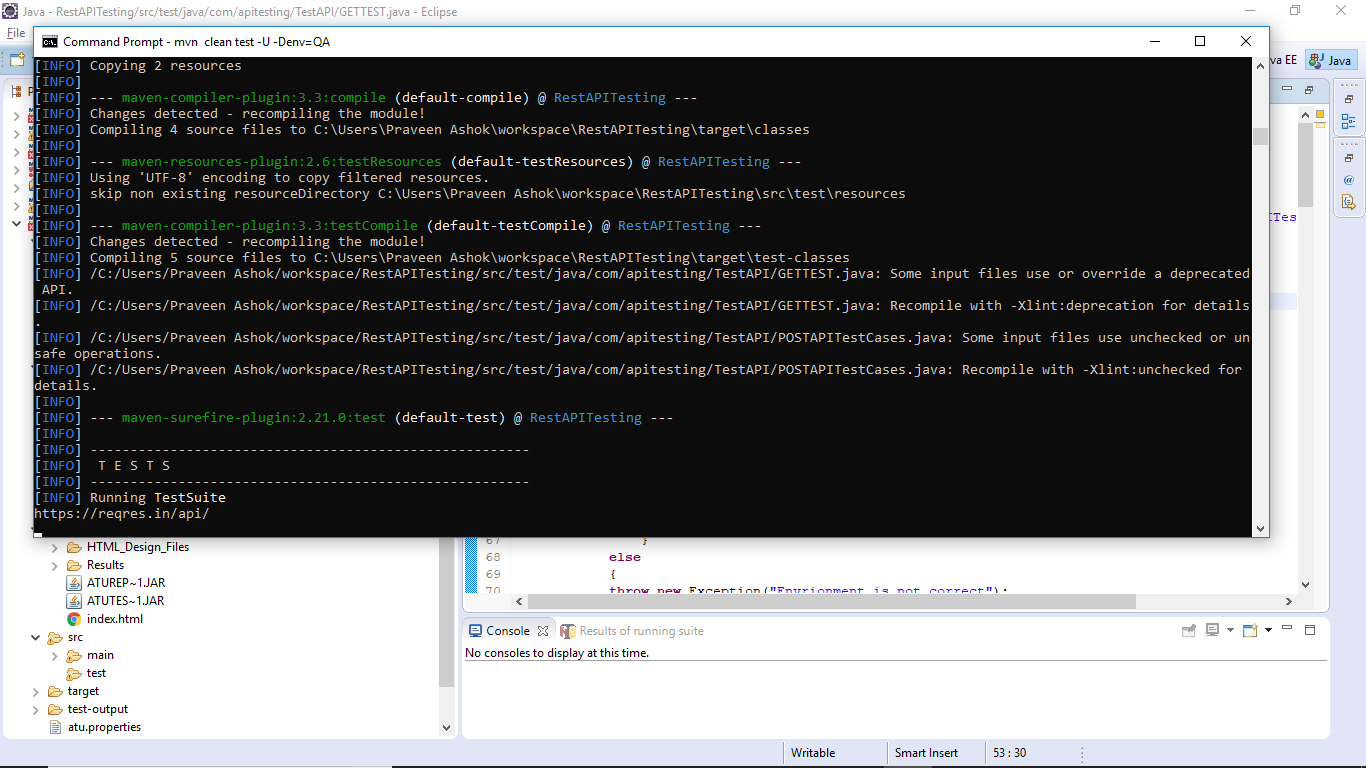 Java - RestAPITesting/src/test/java/com/apitesting/TestAPI/GETTEST.java - Eclipse
File
Command Prompt - mvn  clean test -U -Denv=QA
[INFO] Copying 2 resources
[INFO]
[INFO] --- maven-compiler-plugin:3.3:compile (default-compile) @ RestAPITesting ---
[INFO] Changes detected - recompiling the module!
[INFO] Compiling 4 source files to C:\Users\Praveen Ashok\workspace\RestAPITesting\target\classes
[INFO]
[INFO] --- maven-resources-plugin:2.6:testResources (default-testResources) @ RestAPITesting ---
[INFO] Using 'UTF-8' encoding to copy filtered resources.
[INFO] skip non existing resourceDirectory C:\Users\Praveen Ashok\workspace\RestAPITesting\src\test\resources
[INFO]
[INFO] --- maven-compiler-plugin:3.3:testCompile (default-testCompile) @ RestAPITesting ---
[INFO] Changes detected - recompiling the module!
[INFO] Compiling 5 source files to C:\Users\Praveen Ashok\workspace\RestAPITesting\target\test-classes
[INFO] /C:/Users/Praveen Ashok/workspace/RestAPITesting/src/test/java/com/apitesting/TestAPI/GETTEST.java: Some input files use or override a deprecated
 API.
[INFO] /C:/Users/Praveen Ashok/workspace/RestAPITesting/src/test/java/com/apitesting/TestAPI/GETTEST.java: Recompile with -Xlint:deprecation for details
.
[INFO] /C:/Users/Praveen Ashok/workspace/RestAPITesting/src/test/java/com/apitesting/TestAPI/POSTAPITestCases.java: Some input files use unchecked or un
safe operations.
[INFO] /C:/Users/Praveen Ashok/workspace/RestAPITesting/src/test/java/com/apitesting/TestAPI/POSTAPITestCases.java: Recompile with -Xlint:unchecked for
details.
[INFO]
[INFO] --- maven-surefire-plugin:2.21.0:test (default-test) @ RestAPITesting ---
[INFO]
[INFO] -------------------------------------------------------
[INFO]  T E S T S
[INFO] -------------------------------------------------------
[INFO] Running TestSuite
https://reqres.in/api/
va EE
Java
ITes
HTML_Design_Files
Results
ATUREP~1.JAR
ATUTES~1.JAR
index.html
src
main
test
target
test-output
atu.properties
67 }
68 else
69 {
70 throw new Exception("Envrionment is not correct");
Console
Results of running suite
No consoles to display at this time.
Writable
Smart Insert
53 : 30